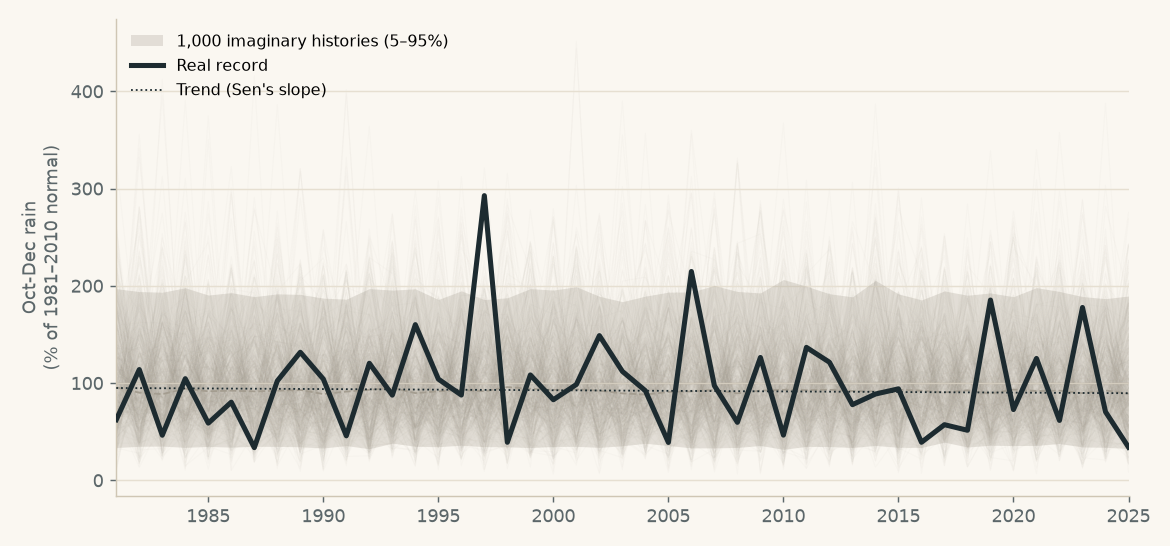 1,000 imaginary histories (5–95%)
Real record
Trend (Sen's slope)
Oct-Dec rain
(% of 1981–2010 normal)
400
300
200
100
0
1985
1990
1995
2000
2005
2010
2015
2020
2025